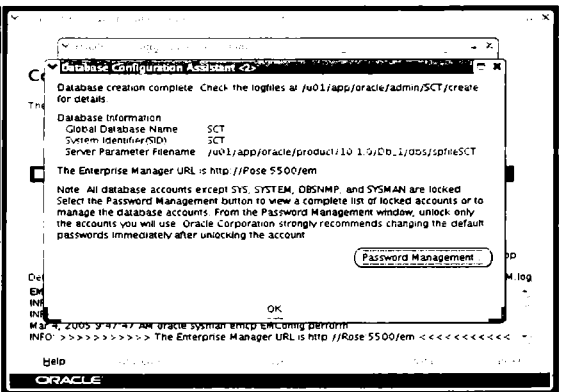 Database Configuration Assistant <2>
Database creation complete. Check the logfiles at /u01/app/oracle/admin/SCT/create
for details.
Database Information
Global Database Name SCT
System Identifier(SID) SCT
Server Parameter Filename /u01/app/oracle/product/10.1.0/Db_1/dbs/spfileSCT
The Enterprise Manager URL is http://Rose 5500/em
Note: All database accounts except SYS, SYSTEM, DBSNMP, and SYSMAN are locked
Select the Password Management button to view a complete list of locked accounts or to
manage the database accounts. From the Password Management window, unlock only
the accounts you will use. Oracle Corporation strongly recommends changing the default
passwords immediately after unlocking the account
Password Management...
M.log
OK
Mar 4, 2005 9:47:47 AM oracle sysman emcp EMConfig perform
INFO: >>>>>>>>>>> The Enterprise Manager URL is http://Rose 5500/em <<<<<<<<<<<
Help
ORACLE